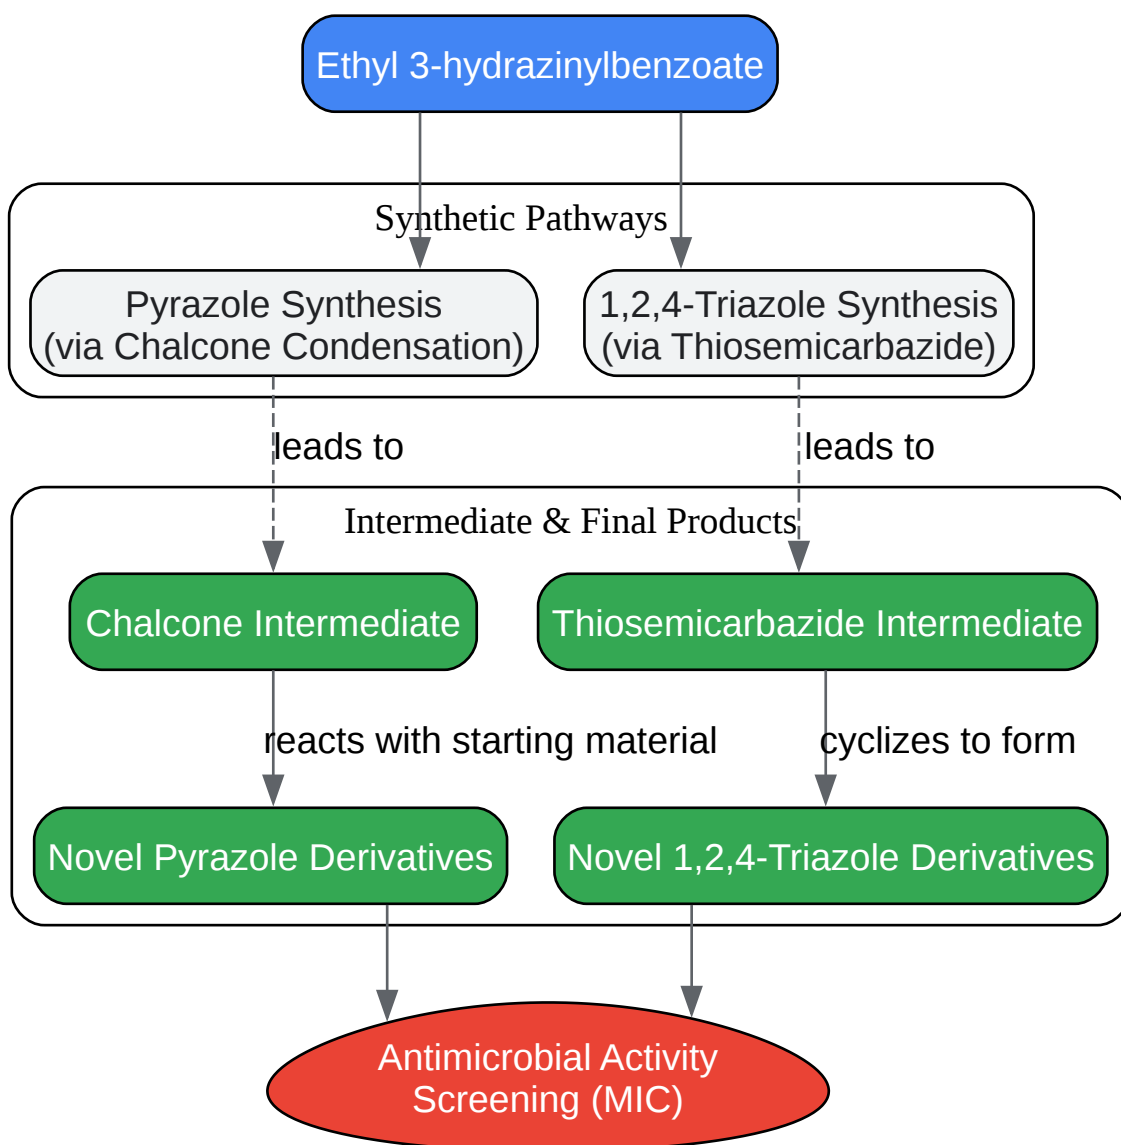 Ethyl 3-hydrazinylbenzoate
Synthetic Pathways
Pyrazole Synthesis
(via Chalcone Condensation)
1,2,4-Triazole Synthesis
(via Thiosemicarbazide)
leads to
leads to
Intermediate & Final Products
Chalcone Intermediate
Thiosemicarbazide Intermediate
reacts with starting material
cyclizes to form
Novel Pyrazole Derivatives
Novel 1,2,4-Triazole Derivatives
Antimicrobial Activity
Screening (MIC)